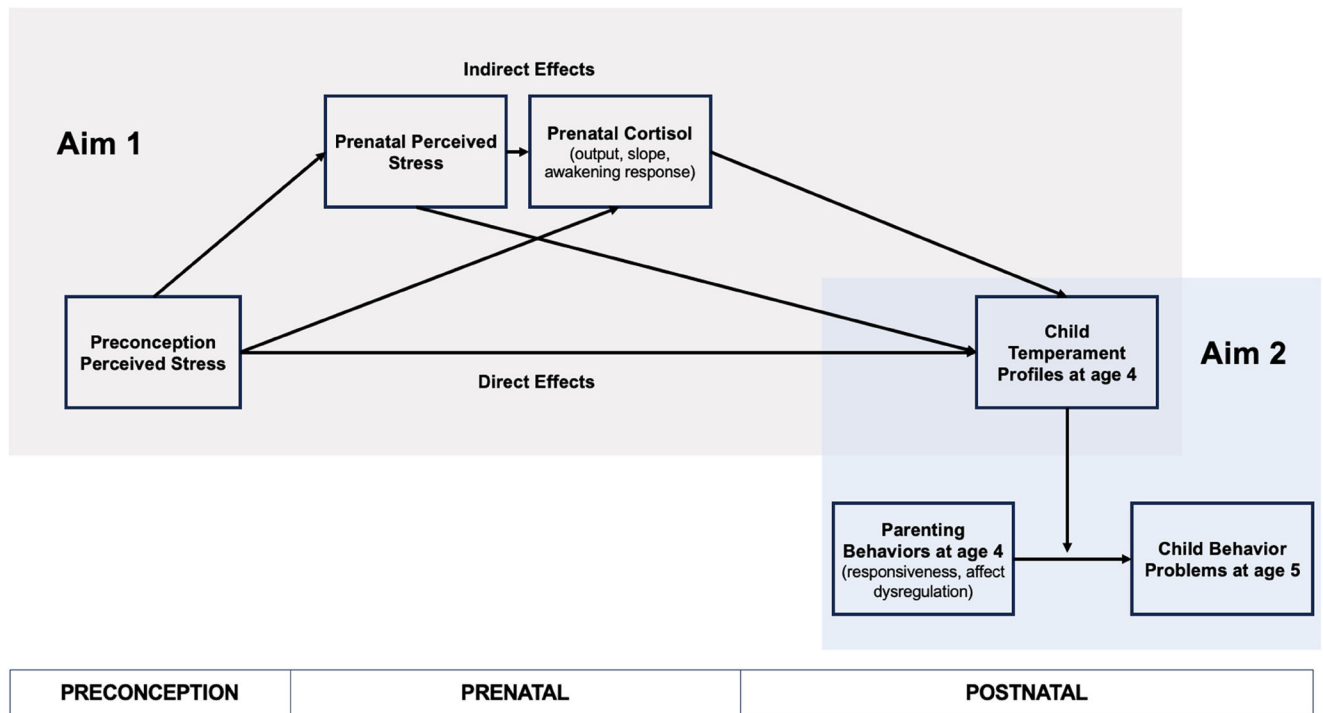 Indirect Effects
Aim 1
Prenatal Perceived
Stress
Prenatal Cortisol
(output, slope,
awakening response)
Preconception
Perceived Stress
Direct Effects
Child
Temperament
Profiles at age 4
Aim 2
Parenting
Behaviors at age 4
(responsiveness, affect
dysregulation)
Child Behavior
Problems at age 5
PRECONCEPTION
PRENATAL
POSTNATAL